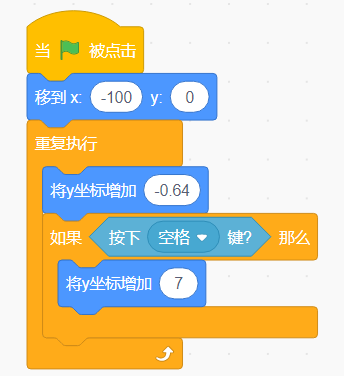 当 被点击
移到 x: -100 y: 0
重复执行
将y坐标增加 -0.64
如果 按下 空格 键? 那么
将y坐标增加 7